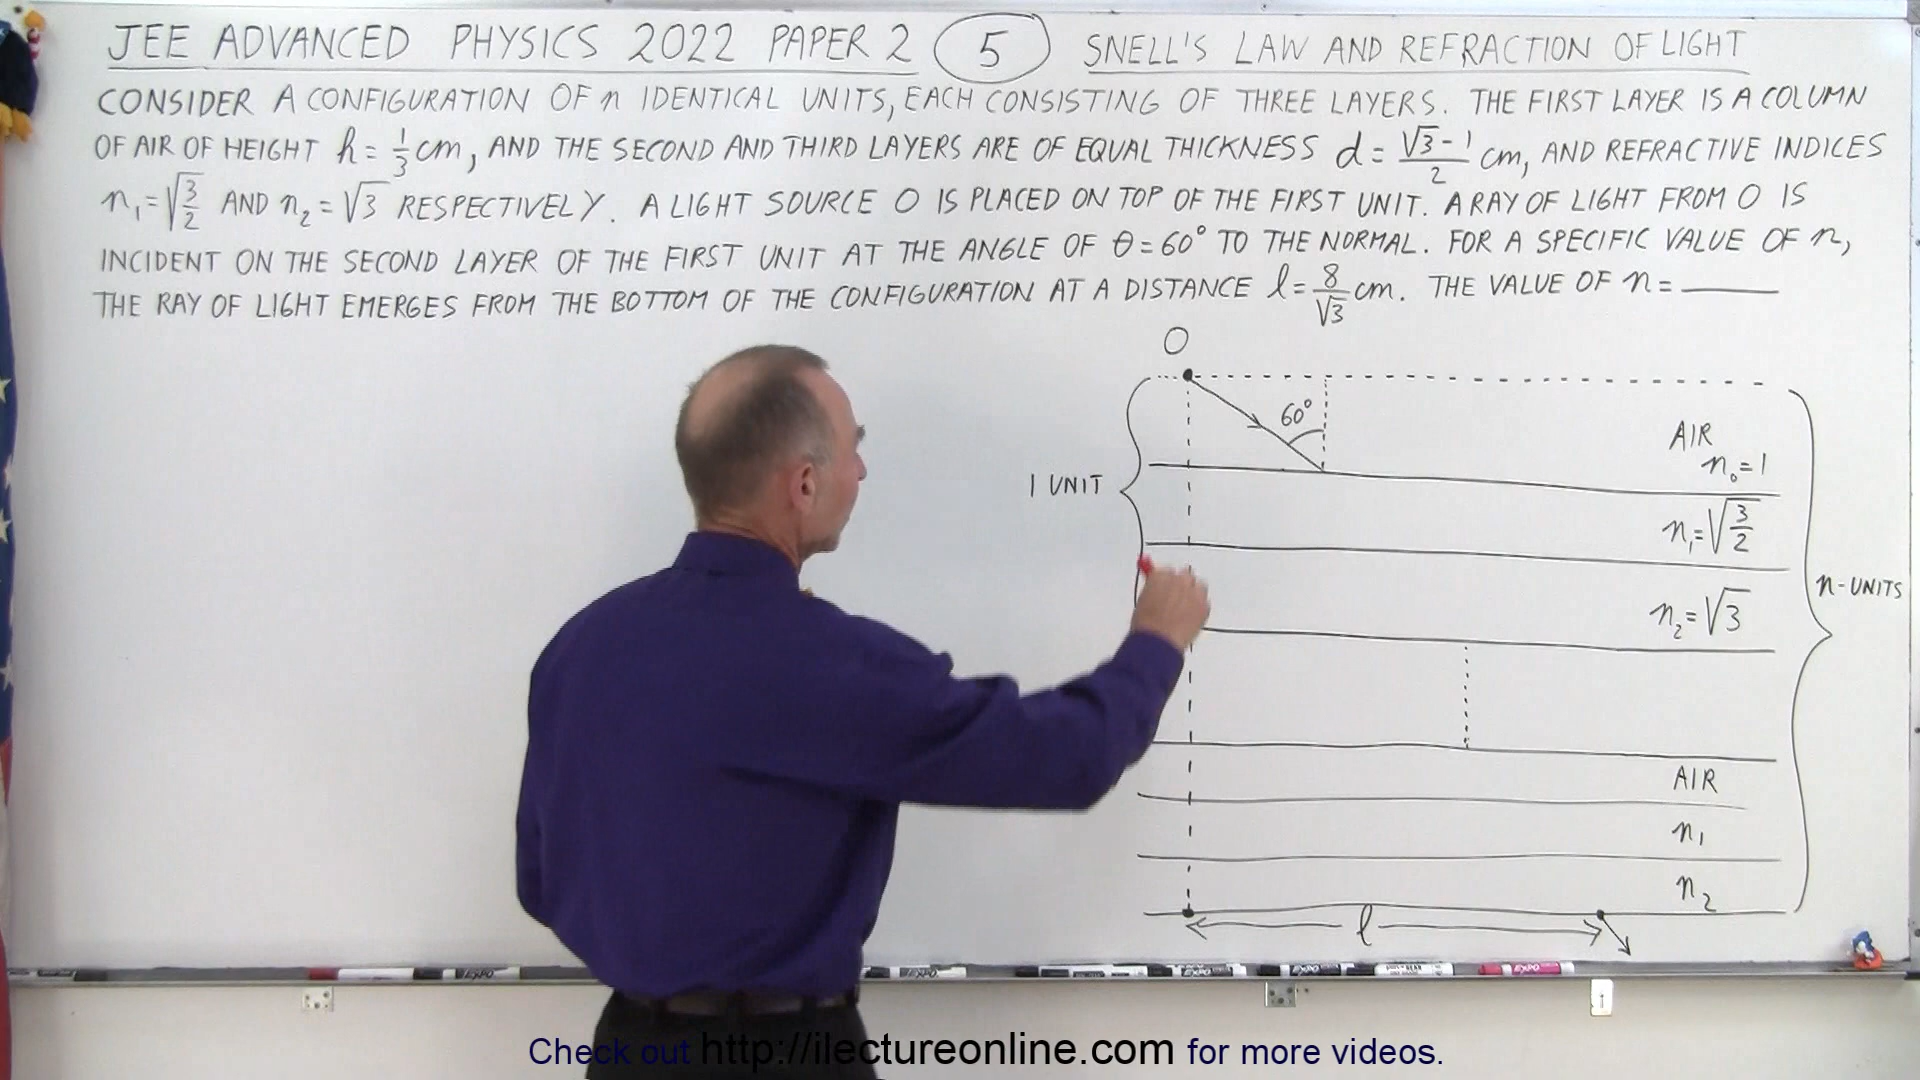 JEE ADVANCED PHYSICS 2022 PAPER 2 5 SNELL'S LAW AND REFRACTION OF LIGHT
CONSIDER A CONFIGURATION OF n IDENTICAL UNITS, EACH CONSISTING OF THREE LAYERS. THE FIRST LAYER IS A COLUMN
OF AIR OF HEIGHT h = 1/3 cm, AND THE SECOND AND THIRD LAYERS ARE OF EQUAL THICKNESS d = (√3 - 1)/2 cm, AND REFRACTIVE INDICES
n₁ = √(3/2) AND n₂ = √3 RESPECTIVELY. A LIGHT SOURCE O IS PLACED ON TOP OF THE FIRST UNIT. A RAY OF LIGHT FROM O IS
INCIDENT ON THE SECOND LAYER OF THE FIRST UNIT AT THE ANGLE OF θ = 60° TO THE NORMAL. FOR A SPECIFIC VALUE OF n,
THE RAY OF LIGHT EMERGES FROM THE BOTTOM OF THE CONFIGURATION AT A DISTANCE l = 8/√3 cm. THE VALUE OF n = ______
O
60°
AIR
n₀ = 1
1 UNIT
n₁ = √(3/2)
n-UNITS
n₂ = √3
AIR
n₁
n₂
l
EXPO
EXPO
EXPO
EXPO
EXPO
Check out http://ilectureonline.com for more videos.